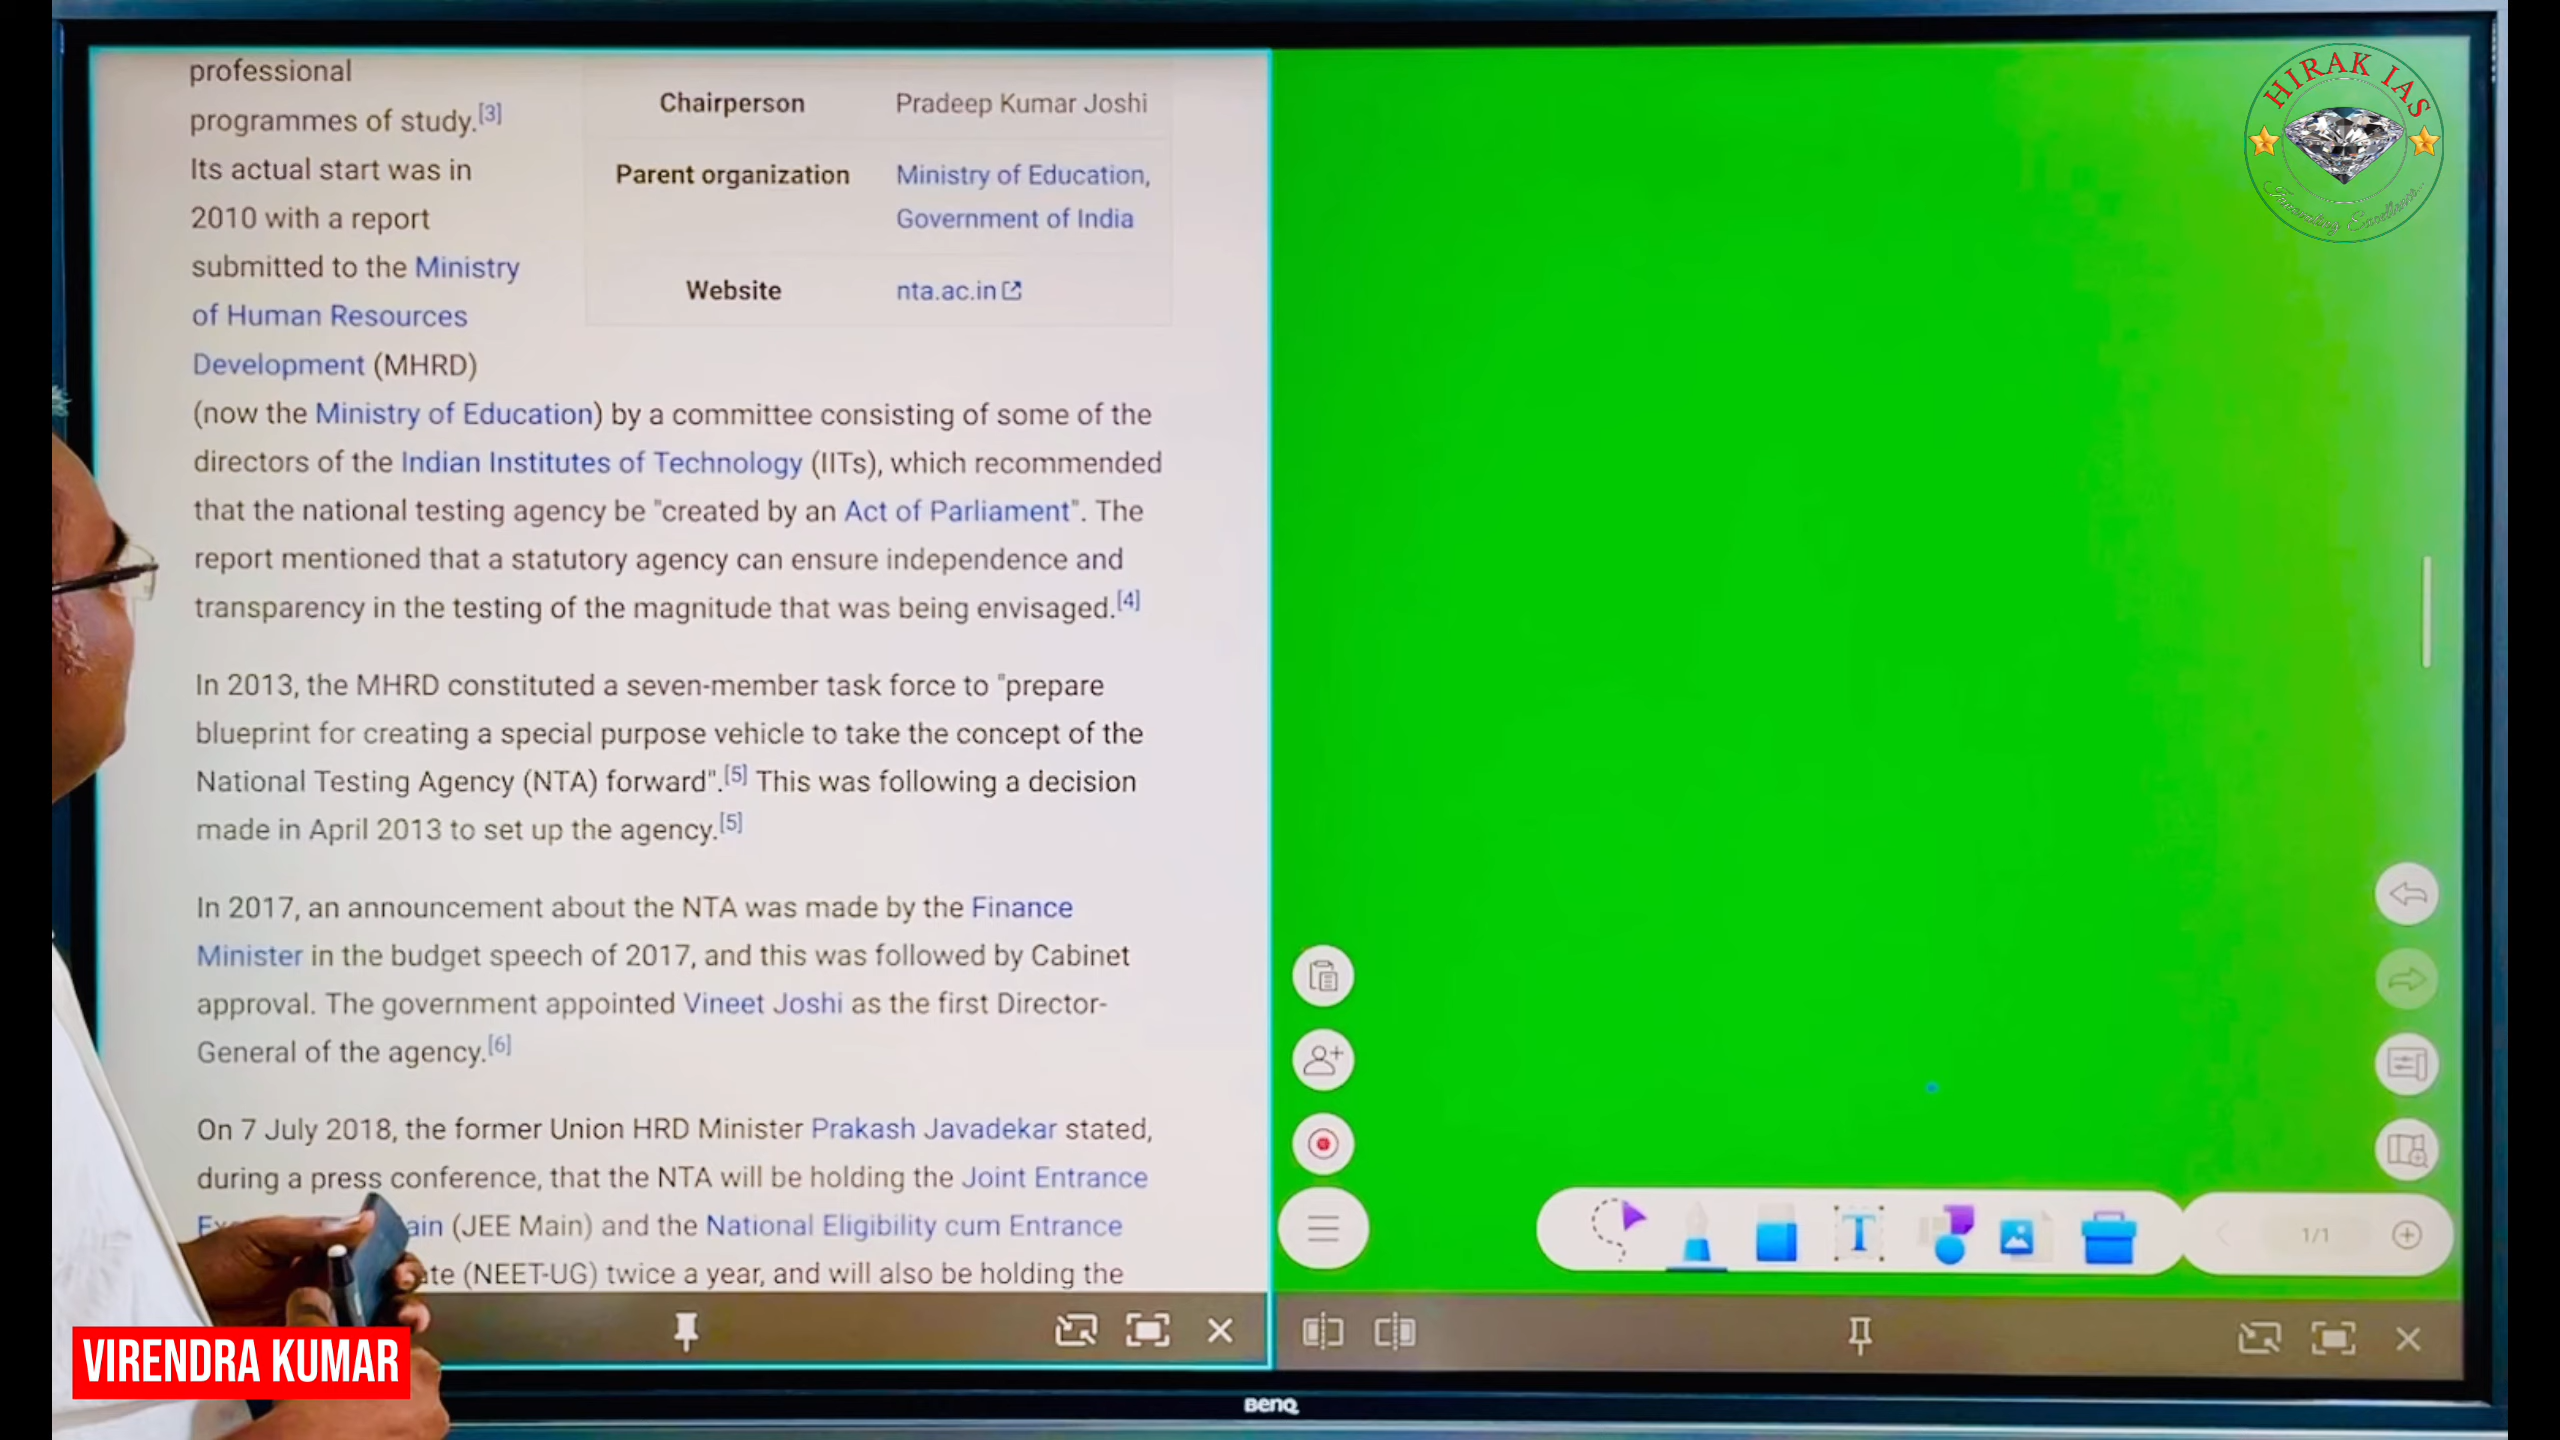 professional
programmes of study.[3]
Its actual start was in
2010 with a report
submitted to the Ministry
of Human Resources
Development (MHRD)
Chairperson Pradeep Kumar Joshi
Parent organization Ministry of Education,
Government of India
Website nta.ac.in
(now the Ministry of Education) by a committee consisting of some of the
directors of the Indian Institutes of Technology (IITs), which recommended
that the national testing agency be "created by an Act of Parliament". The
report mentioned that a statutory agency can ensure independence and
transparency in the testing of the magnitude that was being envisaged.[4]
In 2013, the MHRD constituted a seven-member task force to "prepare
blueprint for creating a special purpose vehicle to take the concept of the
National Testing Agency (NTA) forward".[5] This was following a decision
made in April 2013 to set up the agency.[5]
In 2017, an announcement about the NTA was made by the Finance
Minister in the budget speech of 2017, and this was followed by Cabinet
approval. The government appointed Vineet Joshi as the first Director-
General of the agency.[6]
On 7 July 2018, the former Union HRD Minister Prakash Javadekar stated,
during a press conference, that the NTA will be holding the Joint Entrance
(JEE Main) and the National Eligibility cum Entrance
(NEET-UG) twice a year, and will also be holding the
HIRAK IAS
T
1/1
VIRENDRA KUMAR
BenQ